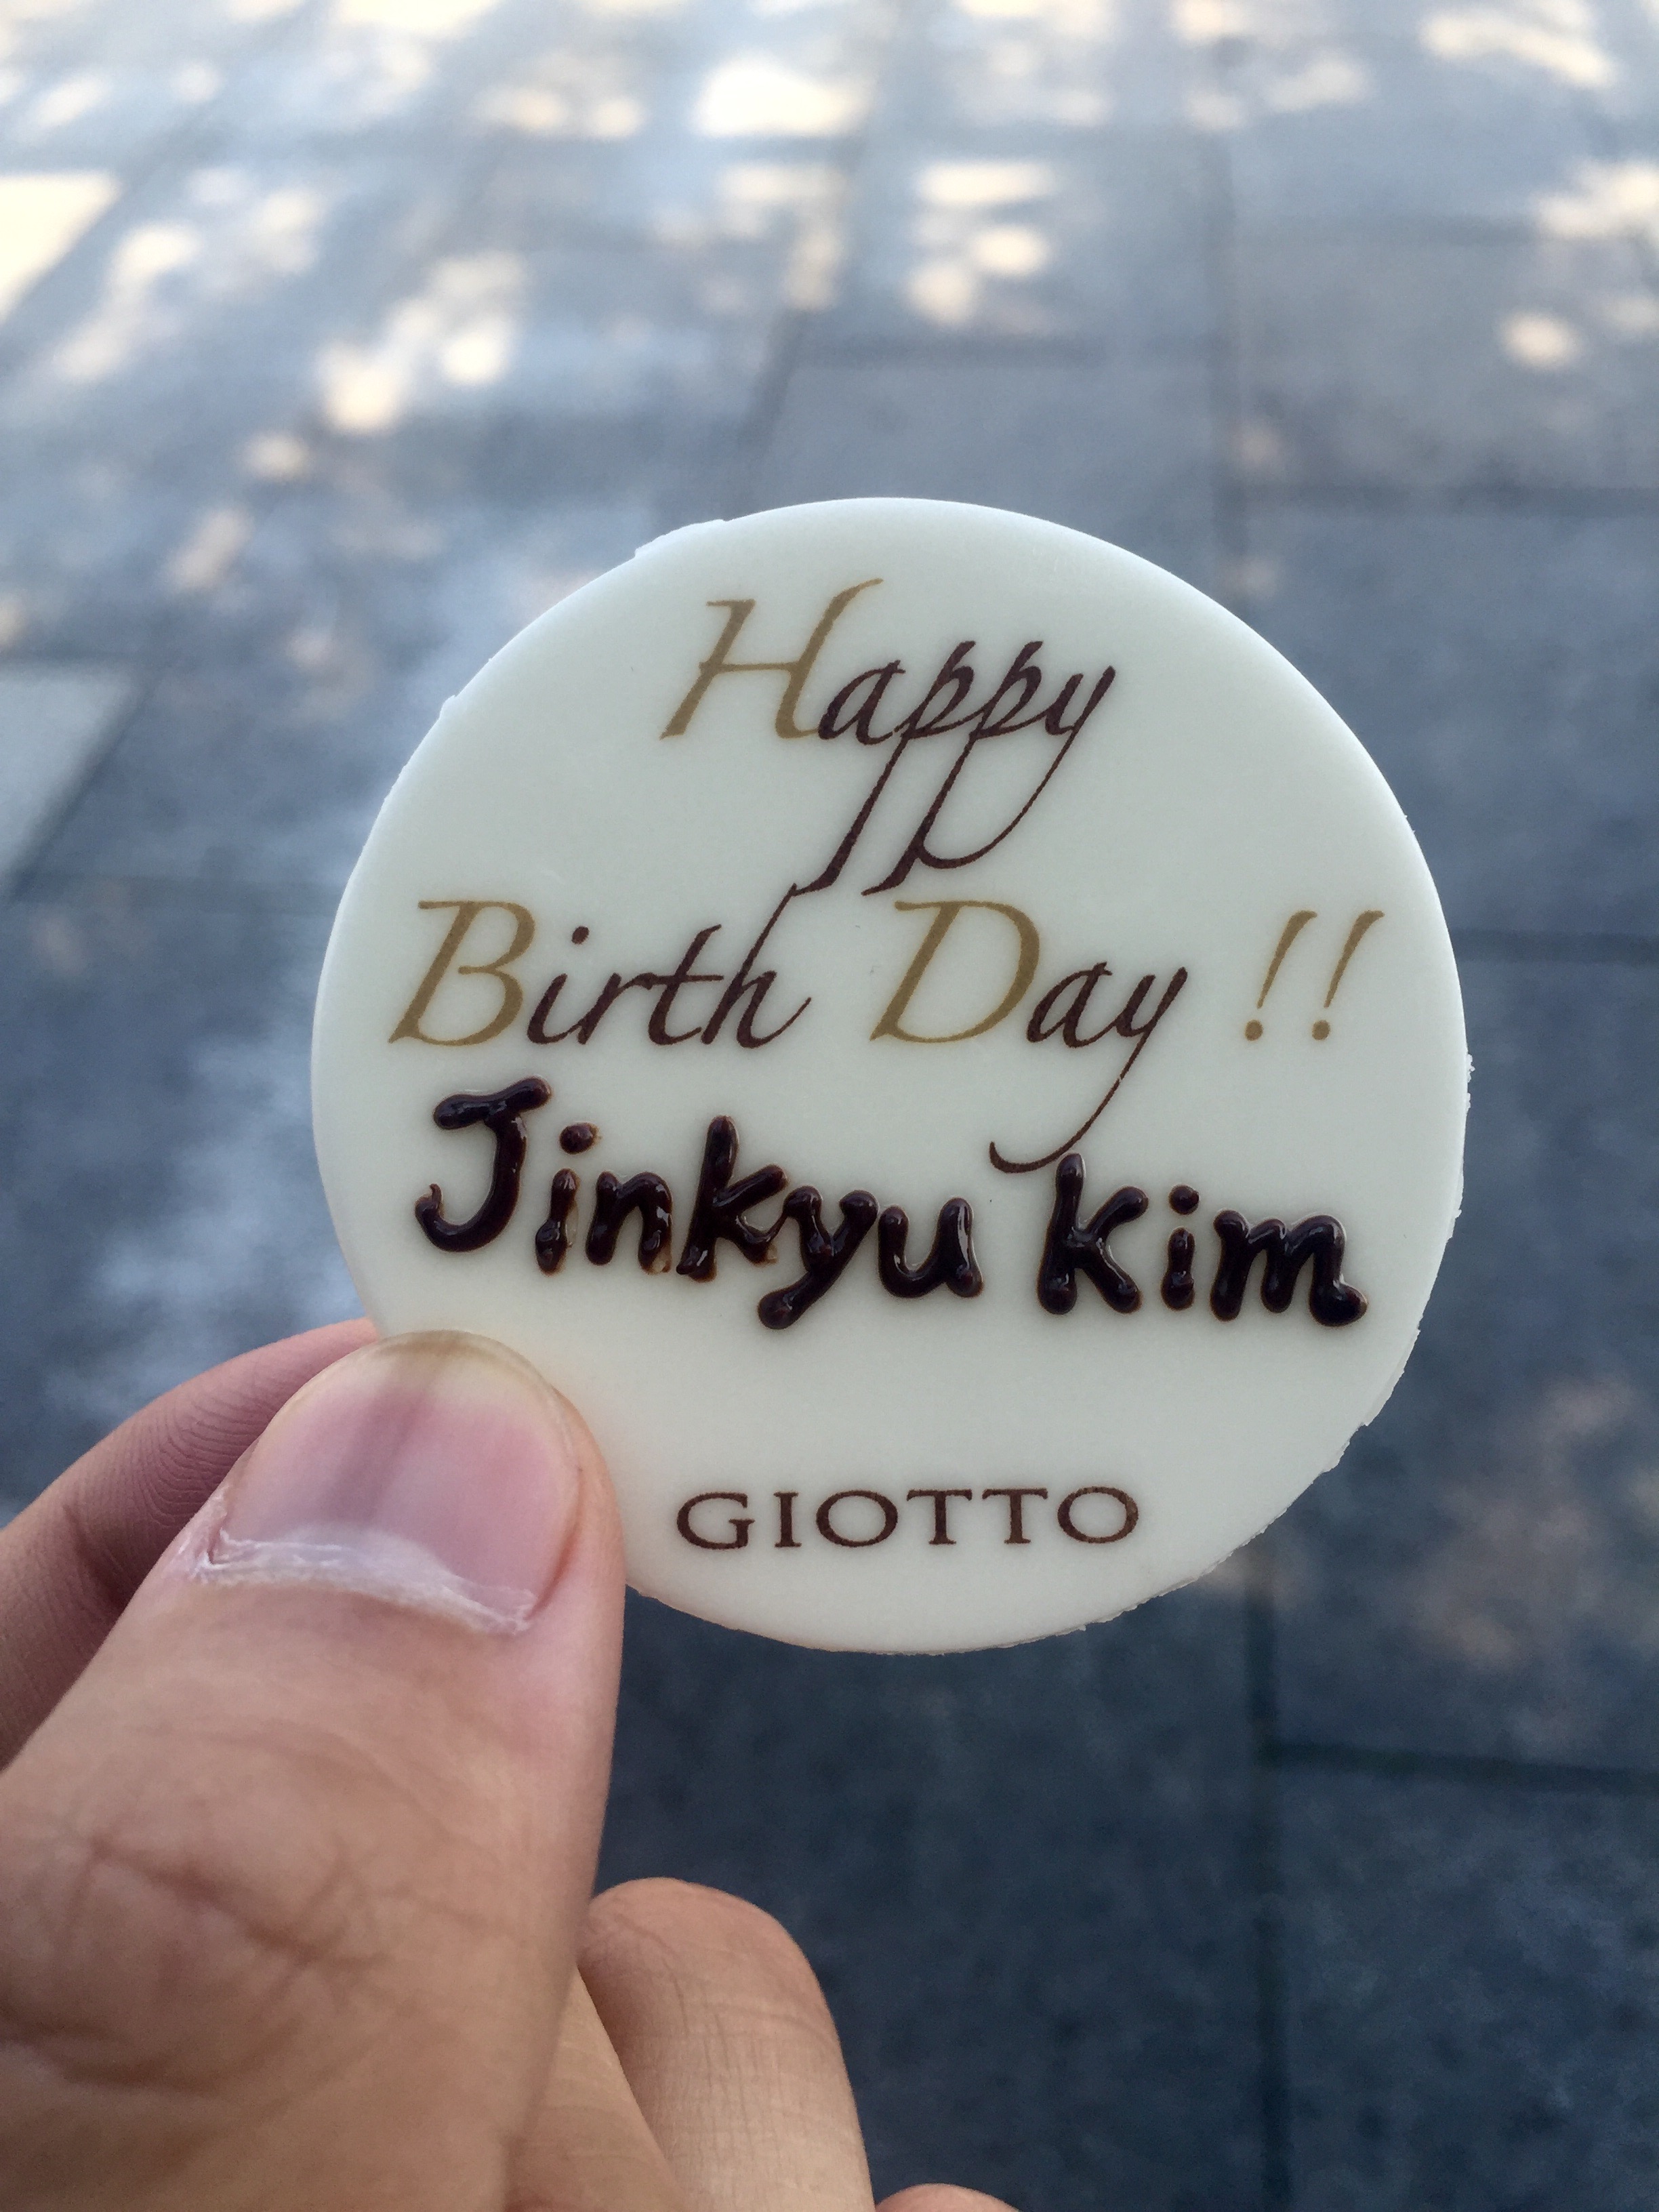 Happy
Birth Day !!
Jinkyu Kim
GIOTTO